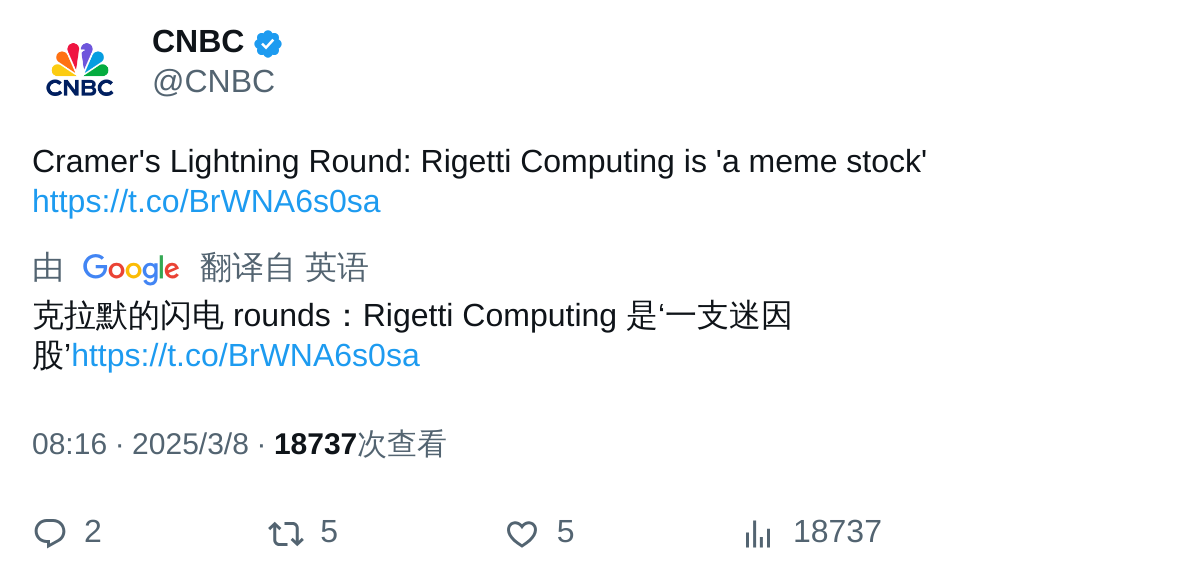 CNBC
CNBC
@CNBC
Cramer's Lightning Round: Rigetti Computing is 'a meme stock'
https://t.co/BrWNA6s0sa
由 Google 翻译自 英语
克拉默的闪电 rounds：Rigetti Computing 是‘一支迷因
股’https://t.co/BrWNA6s0sa
08:16 · 2025/3/8 · 18737次查看
2 5 5 18737